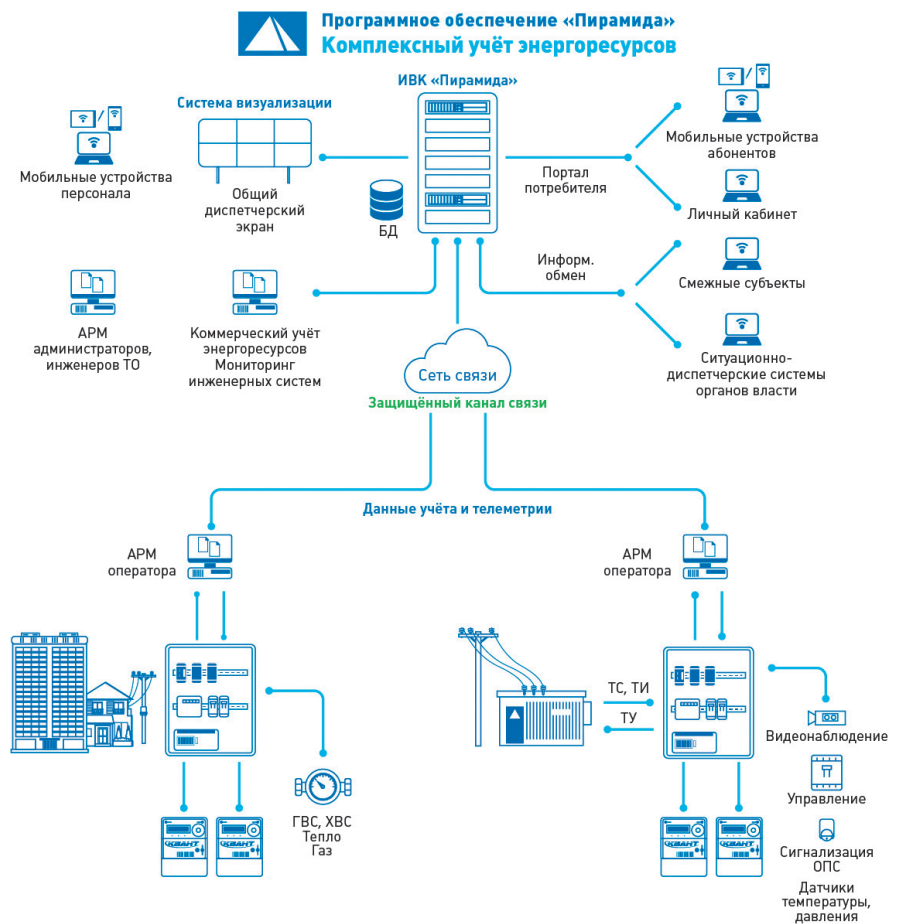 Программное обеспечение «Пирамида»
Комплексный учёт энергоресурсов
ИВК «Пирамида»
Система визуализации
Мобильные устройства
персонала
Общий
диспетчерский
экран
БД
Портал
потребителя
Мобильные устройства
абонентов
Личный кабинет
Информ.
обмен
Смежные субъекты
Ситуационно-
диспетчерские системы
органов власти
АРМ
администраторов,
инженеров ТО
Коммерческий учёт
энергоресурсов
Мониторинг
инженерных систем
Сеть связи
Защищённый канал связи
Данные учёта и телеметрии
АРМ
оператора
АРМ
оператора
ТС, ТИ
ТУ
Видеонаблюдение
Управление
Сигнализация
ОПС
Датчики
температуры,
давления
ГВС, ХВС
Тепло
Газ
КВАНТ
КВАНТ
КВАНТ
КВАНТ